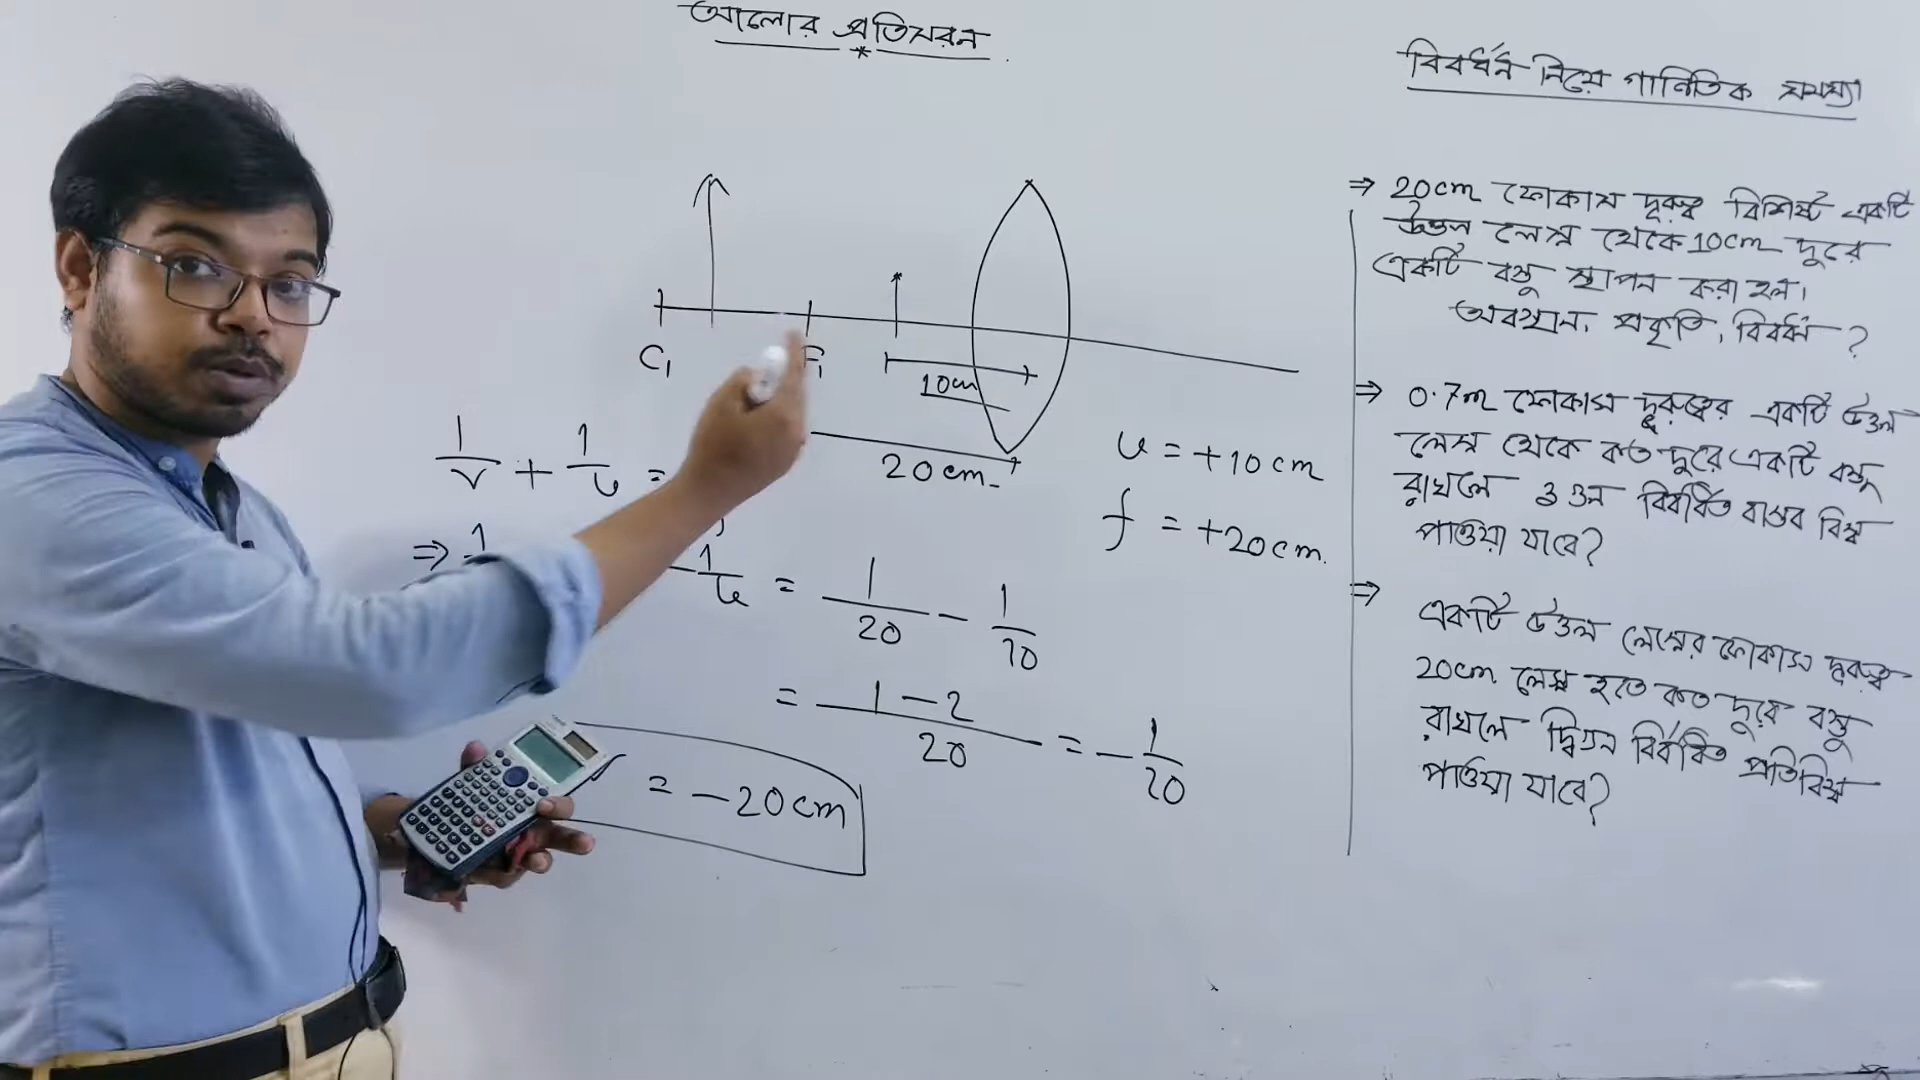 আলোর প্রতিসরন
বিবর্ধন নিয়ে গানিতিক সমস্যা
⇒ 20cm ফোকাস দূরত্ব বিশিষ্ট একটি
উত্তল লেন্স থেকে 10cm দুরে
একটি বস্তু স্থাপন করা হল।
অবস্থান, প্রকৃতি, বিবর্ধন ?
⇒ 0.7m ফোকাস দূরত্বের একটি উত্তল
লেন্স থেকে কত দুরে একটি বস্তু
রাখলে ৩ গুন বিবর্ধিত বাস্তব বিম্ব
পাওয়া যাবে?
⇒ একটি উত্তল লেন্সের ফোকাস দূরত্ব
20cm লেন্স হতে কত দুরে বস্তু
রাখলে দ্বিগুন বিবর্ধিত প্রতিবিম্ব
পাওয়া যাবে?
C₁ F₁
10cm
20cm
u = +10cm
f = +20cm.
1/v + 1/u =
⇒ 1 - 1/u = 1/20 - 1/10
= 1-2/20 = -1/20
= -20cm